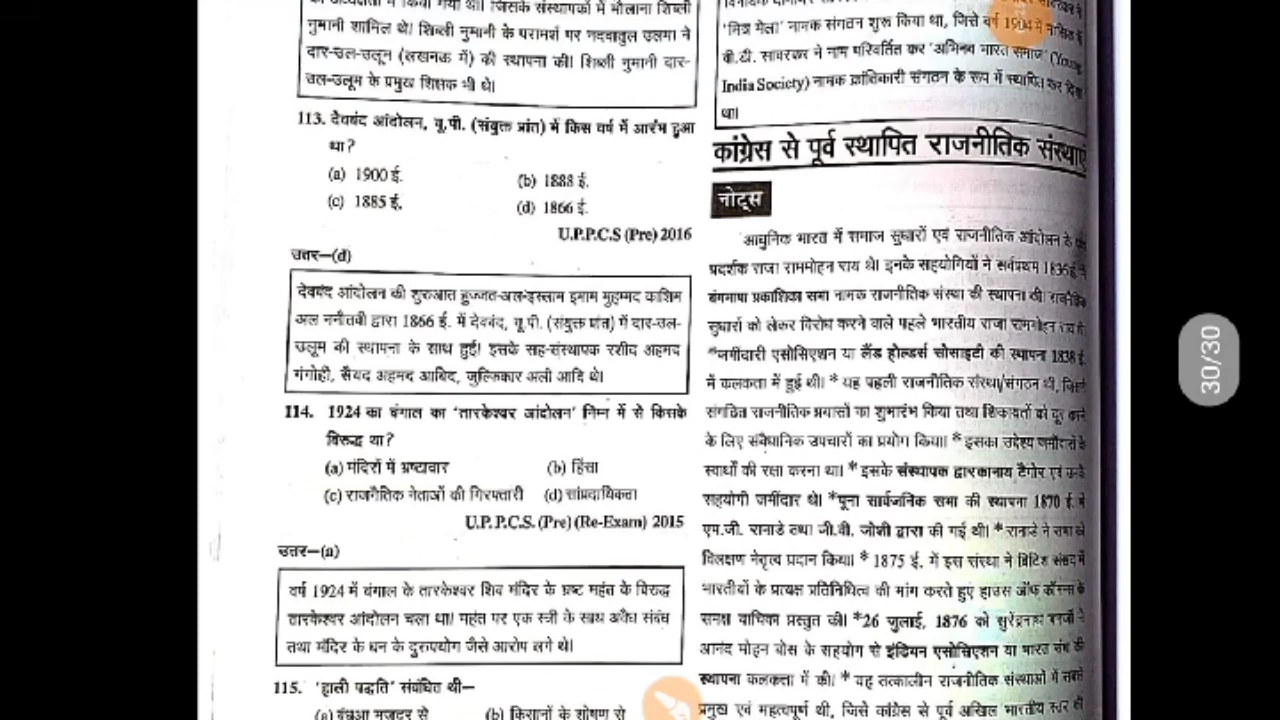 नुमानी शामिल थे। शिब्ली नुमानी के परामर्श पर नदवातुल उलमा ने
दार-उल-उलून (लखनऊ में) की स्थापना की। शिब्ली नुमानी दार-
उल-उलूम के प्रमुख शिक्षक भी थे।
113. देवबंद आंदोलन, यू.पी. (संयुक्त प्रांत) में किस वर्ष में आरंभ हुआ
था?
(a) 1900 ई. (b) 1888 ई.
(c) 1885 ई. (d) 1866 ई.
U.P.P.C.S (Pre) 2016
उत्तर—(d)
देवबंद आंदोलन की शुरुआत हुज्जत-अल-इस्लाम इमाम मुहम्मद कासिम
अल ननौतवी द्वारा 1866 ई. में देवबंद, यू.पी. (संयुक्त प्रांत) में दार-उल-
उलूम की स्थापना के साथ हुई। इसके सह-संस्थापक रसीद अहमद
गंगोही, सैयद अहमद आबिद, जुल्फिकार अली आदि थे।
114. 1924 का बंगाल का 'तारकेश्वर आंदोलन' निम्न में से किसके
विरुद्ध था?
(a) मंदिरों में भ्रष्टाचार (b) हिंसा
(c) राजनैतिक नेताओं की गिरफ्तारी (d) सांप्रदायिकता
U.P. P.C.S. (Pre) (Re-Exam) 2015
उत्तर—(a)
वर्ष 1924 में बंगाल के तारकेश्वर शिव मंदिर के भ्रष्ट महंत के विरुद्ध
तारकेश्वर आंदोलन चला था। महंत पर एक स्त्री के साथ अवैध संबंध
तथा मंदिर के धन के दुरुपयोग जैसे आरोप लगे थे।
115. 'हाली पद्धति' संबंधित थी—
(a) बंधुआ मजदूर से (b) किसानों के शोषण से
'मित्र मेला' नामक संगठन शुरू किया था, जिसे वर्ष 1904 में नासिक में
वी.डी. सावरकर ने नाम परिवर्तित कर 'अभिनव भारत समाज' (Young
India Society) नामक क्रांतिकारी संगठन के रूप में स्थापित कर दिया
था।
कांग्रेस से पूर्व स्थापित राजनीतिक संस्थाएं
नोट्स
आधुनिक भारत में समाज सुधारों एवं राजनीतिक आंदोलन के
प्रदर्शक राजा राममोहन राय थे। इनके सहयोगियों ने सर्वप्रथम 1836 ई. में
बंगभाषा प्रकाशिका सभा नामक राजनीतिक संस्था की स्थापना की। राजनीतिक
सुधारों को लेकर विरोध करने वाले पहले भारतीय राजा राममोहन राय थे।
*जमींदारी एसोसिएशन या लैंड होल्डर्स सोसाइटी की स्थापना 1838 ई.
में कलकत्ता में हुई थी। * यह पहली राजनीतिक संस्था/संगठन थी, जिसने
संगठित राजनीतिक प्रयासों का शुभारंभ किया तथा शिकायतों को दूर करने
के लिए संवैधानिक उपचारों का प्रयोग किया। * इसका उद्देश्य जमींदारों के
स्वार्थों की रक्षा करना था। * इसके संस्थापक द्वारकानाथ टैगोर एवं उनके
सहयोगी जमींदार थे। *पूना सार्वजनिक सभा की स्थापना 1870 ई. में
एम.जी. रानाडे तथा जी.वी. जोशी द्वारा की गई थी। * रानाडे ने सभा को
विलक्षण नेतृत्व प्रदान किया। * 1875 ई. में इस संस्था ने ब्रिटिश संसद में
भारतीयों के प्रत्यक्ष प्रतिनिधित्व की मांग करते हुए हाउस ऑफ कॉमन्स के
समक्ष याचिका प्रस्तुत की। *26 जुलाई, 1876 को सुरेंद्रनाथ बनर्जी ने
आनंद मोहन बोस के सहयोग से इंडियन एसोसिएशन या भारत संघ की
स्थापना कलकत्ता में की। * यह तत्कालीन राजनीतिक संस्थाओं में सबसे
प्रमुख एवं महत्वपूर्ण थी, जिसे कांग्रेस से पूर्व अखिल भारतीय स्तर की
30/30